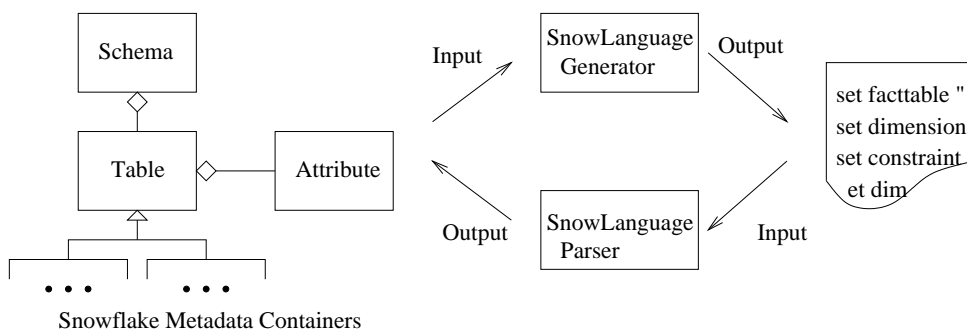 Schema
Table
Attribute
Snowflake Metadata Containers
Input
Output
SnowLanguage
Generator
Output
SnowLanguage
Parser
Input
set facttable "
set dimension
set constraint
et dim